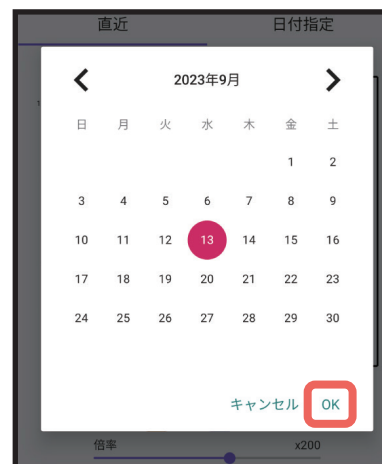 直近 日付指定
2023年9月
日 月 火 水 木 金 土
1 2
3 4 5 6 7 8 9
10 11 12 13 14 15 16
17 18 19 20 21 22 23
24 25 26 27 28 29 30
キャンセル OK
倍率 x200